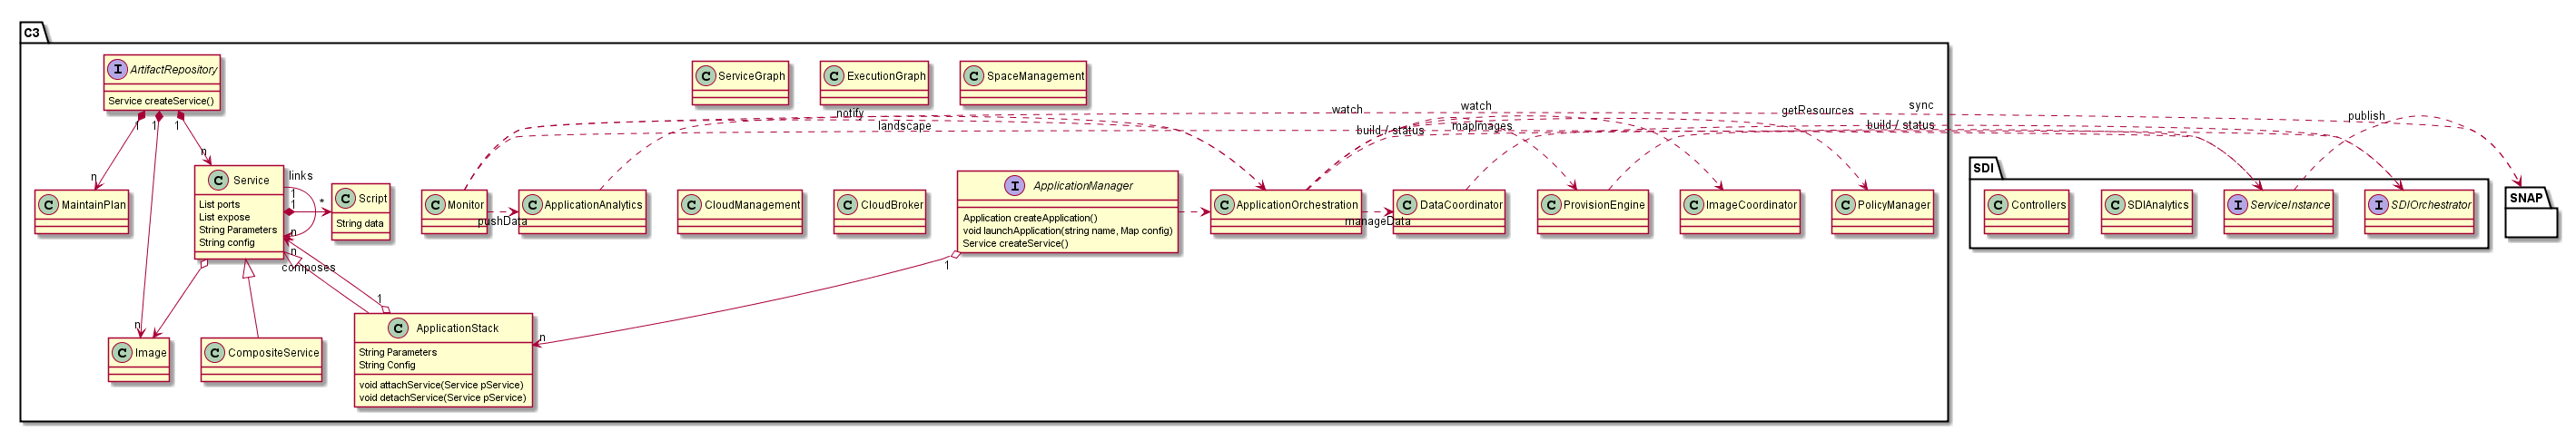 C3
I ArtifactRepository
Service createService()
C ServiceGraph
C ExecutionGraph
C SpaceManagement
1
1
1
n
n
notify
landscape
watch
build / status
watch
mapImages
getResources
sync
build / status
publish
C MaintainPlan
C Service
List ports
List expose
String Parameters
String config
links
1
1
n
*
C Script
String data
C Monitor
pushData
C ApplicationAnalytics
C CloudManagement
C CloudBroker
I ApplicationManager
Application createApplication()
void launchApplication(string name, Map config)
Service createService()
C ApplicationOrchestration
manageData
C DataCoordinator
C ProvisionEngine
C ImageCoordinator
C PolicyManager
SDI
C Controllers
C SDIAnalytics
I ServiceInstance
I SDIOrchestrator
SNAP
n
composes
1
1
n
n
C Image
C CompositeService
C ApplicationStack
String Parameters
String Config
void attachService(Service pService)
void detachService(Service pService)